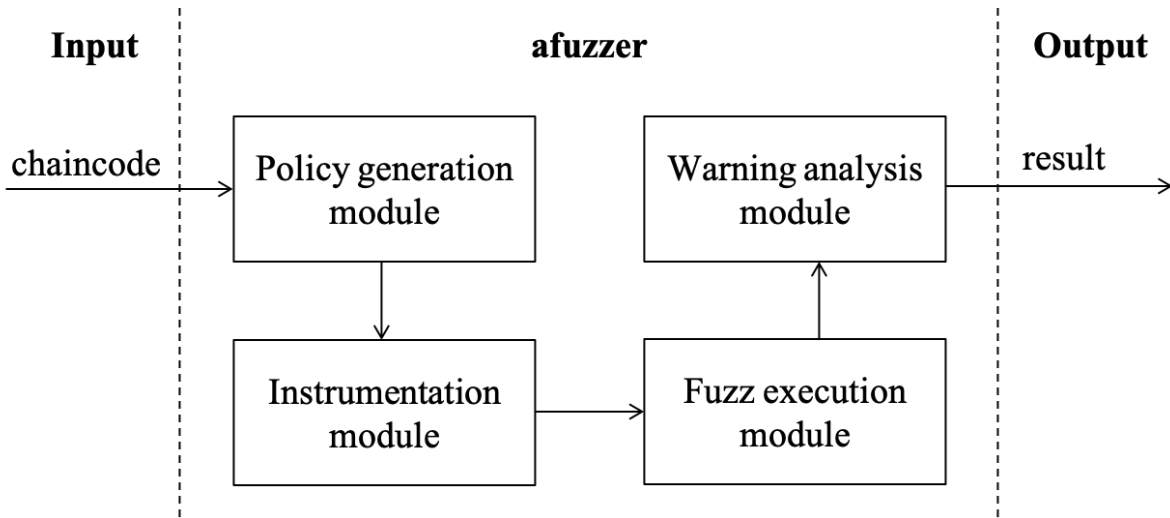 Input
afuzzer
Output
chaincode
Policy generation
module
Warning analysis
module
result
Instrumentation
module
Fuzz execution
module